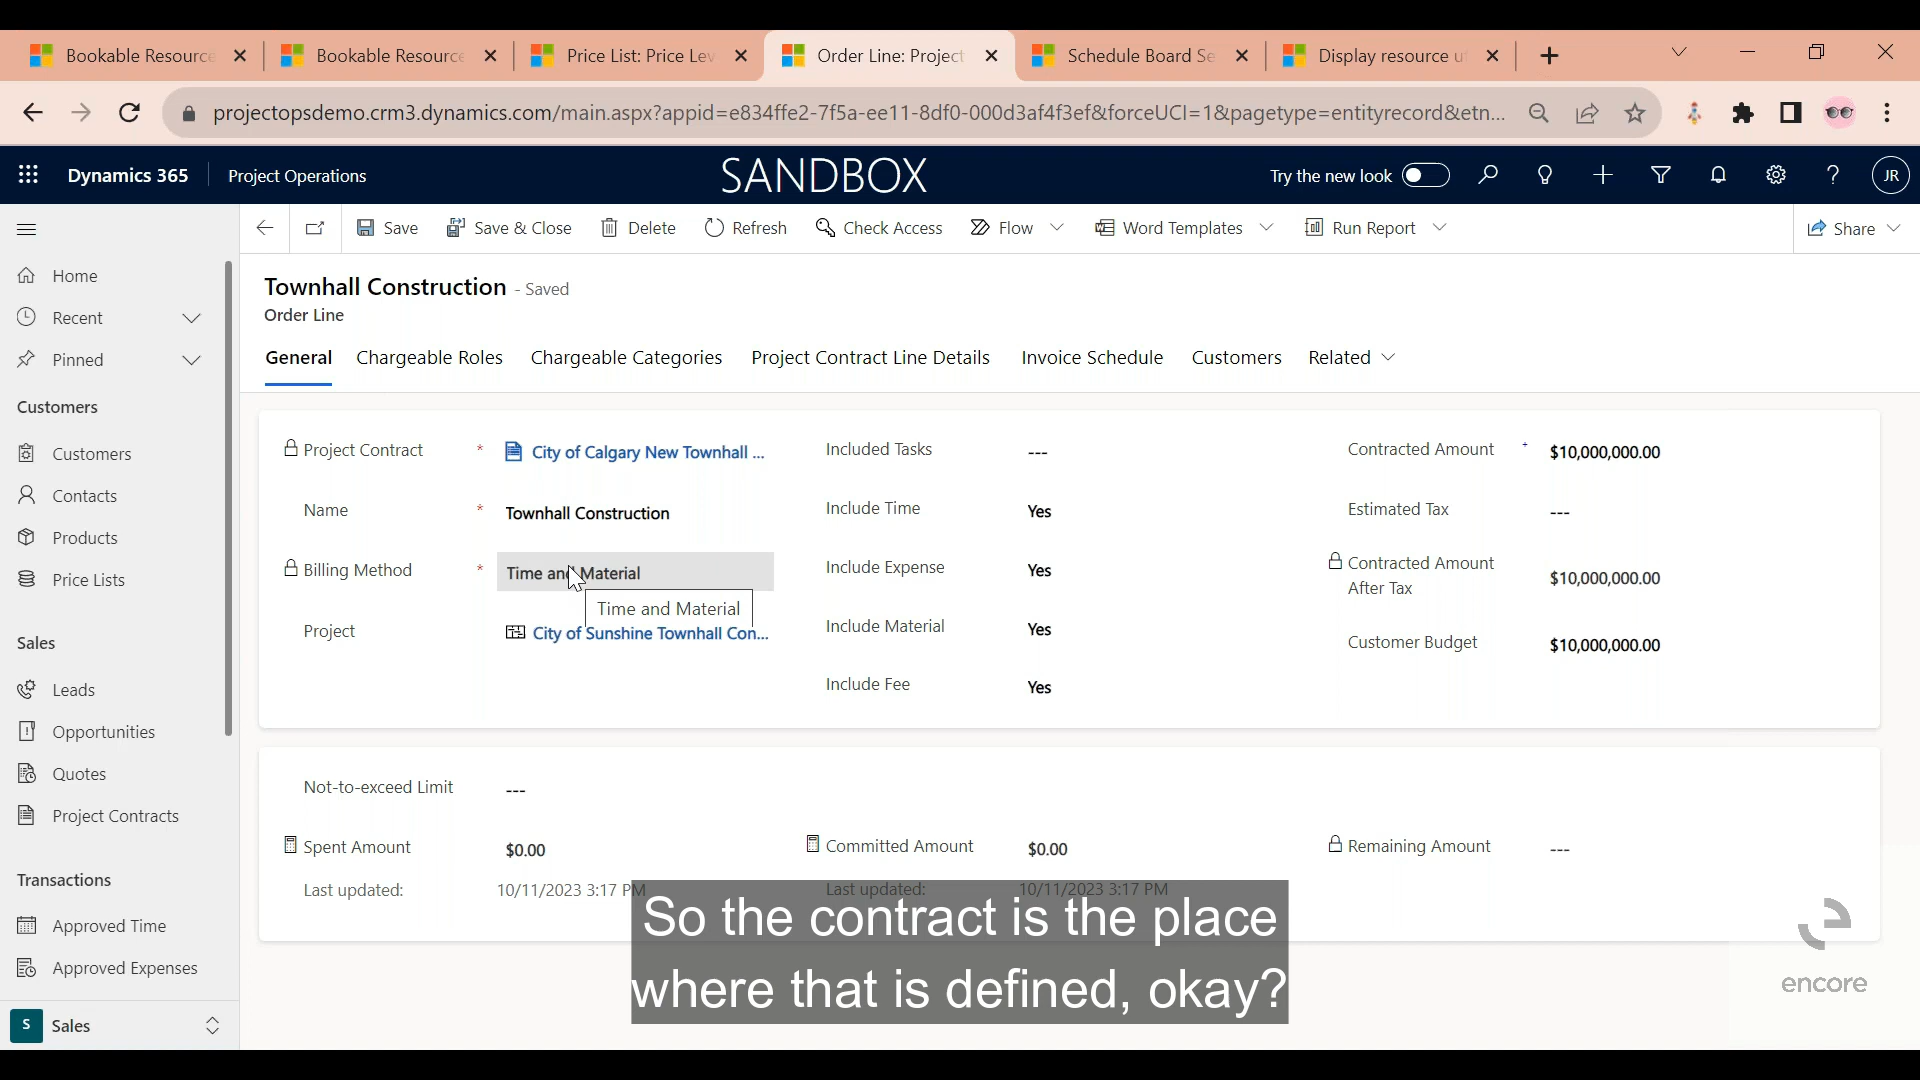 Bookable Resource
Bookable Resource
Price List: Price Lev
Order Line: Project
Schedule Board Se
Display resource u
projectopsdemo.crm3.dynamics.com/main.aspx?appid=e834ffe2-7f5a-ee11-8df0-000d3af4f3ef&forceUCI=1&pagetype=entityrecord&etn...
Dynamics 365
Project Operations
SANDBOX
Try the new look
JR
Save
Save & Close
Delete
Refresh
Check Access
Flow
Word Templates
Run Report
Share
Home
Recent
Pinned
Customers
Customers
Contacts
Products
Price Lists
Sales
Leads
Opportunities
Quotes
Project Contracts
Transactions
Approved Time
Approved Expenses
S Sales
Townhall Construction - Saved
Order Line
General
Chargeable Roles
Chargeable Categories
Project Contract Line Details
Invoice Schedule
Customers
Related
Project Contract * City of Calgary New Townhall ...
Name * Townhall Construction
Billing Method * Time and Material
Time and Material
Project City of Sunshine Townhall Con...
Included Tasks ---
Include Time Yes
Include Expense Yes
Include Material Yes
Include Fee Yes
Contracted Amount + $10,000,000.00
Estimated Tax ---
Contracted Amount
After Tax $10,000,000.00
Customer Budget $10,000,000.00
Not-to-exceed Limit ---
Spent Amount $0.00
Last updated: 10/11/2023 3:17 PM
Committed Amount $0.00
Last updated: 10/11/2023 3:17 PM
Remaining Amount ---
So the contract is the place
where that is defined, okay?
encore